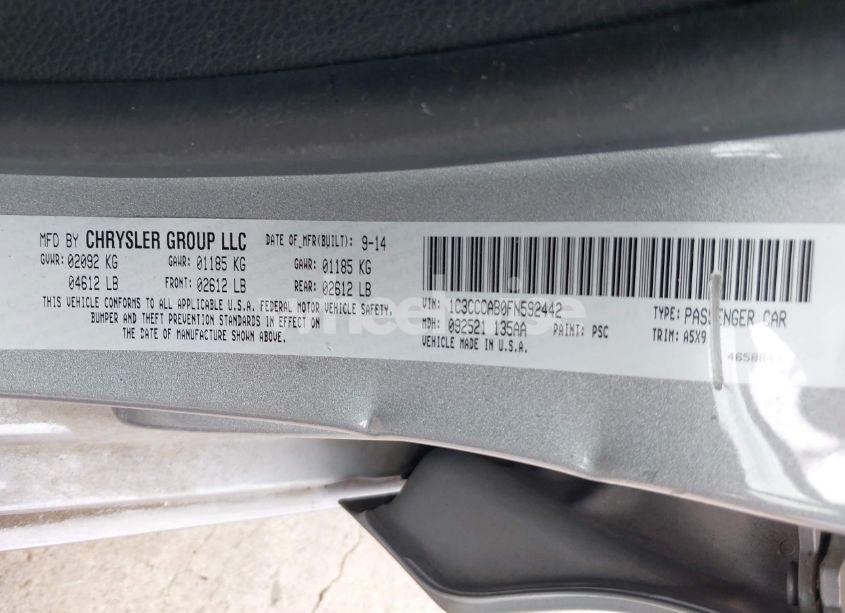 MFD BY CHRYSLER GROUP LLC DATE OF MFR(BUILT): 9-14
GVWR: 02092 KG GAWR: 01185 KG GAWR: 01185 KG
04612 LB FRONT: 02612 LB REAR: 02612 LB
THIS VEHICLE CONFORMS TO ALL APPLICABLE U.S.A. FEDERAL MOTOR VEHICLE SAFETY,
BUMPER AND THEFT PREVENTION STANDARDS IN EFFECT ON
THE DATE OF MANUFACTURE SHOWN ABOVE.
VIN: 1C3CCCAB0FN592442 TYPE: PASSENGER CAR
MDH: 092521 135AA PAINT: PSC TRIM: A5X9
VEHICLE MADE IN U.S.A.